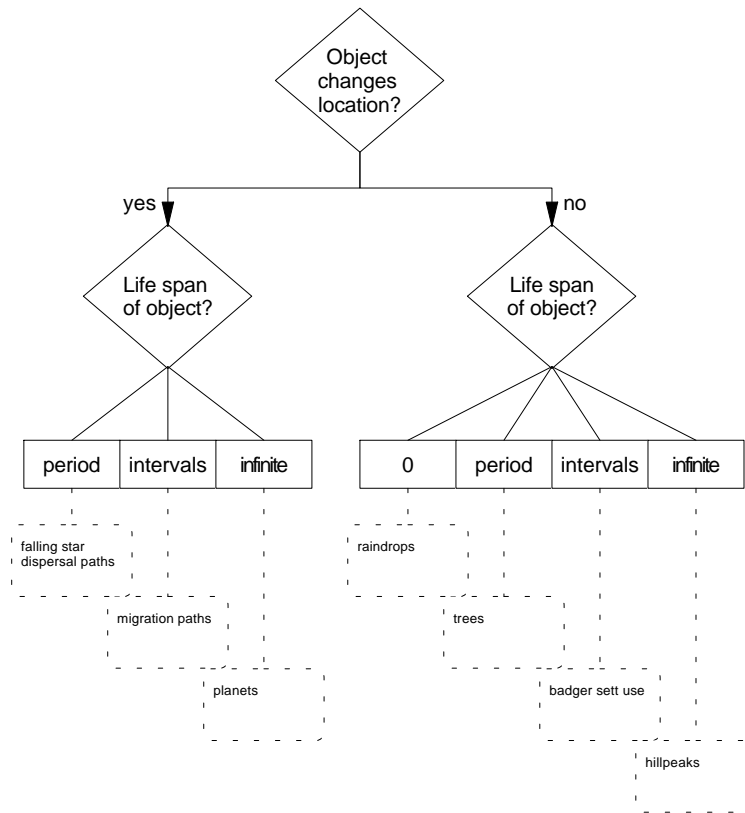 Object
changes
location?
yes
no
Life span
of object?
Life span
of object?
period
intervals
infinite
0
period
intervals
infinite
falling star
dispersal paths
raindrops
migration paths
trees
planets
badger sett use
hillpeaks